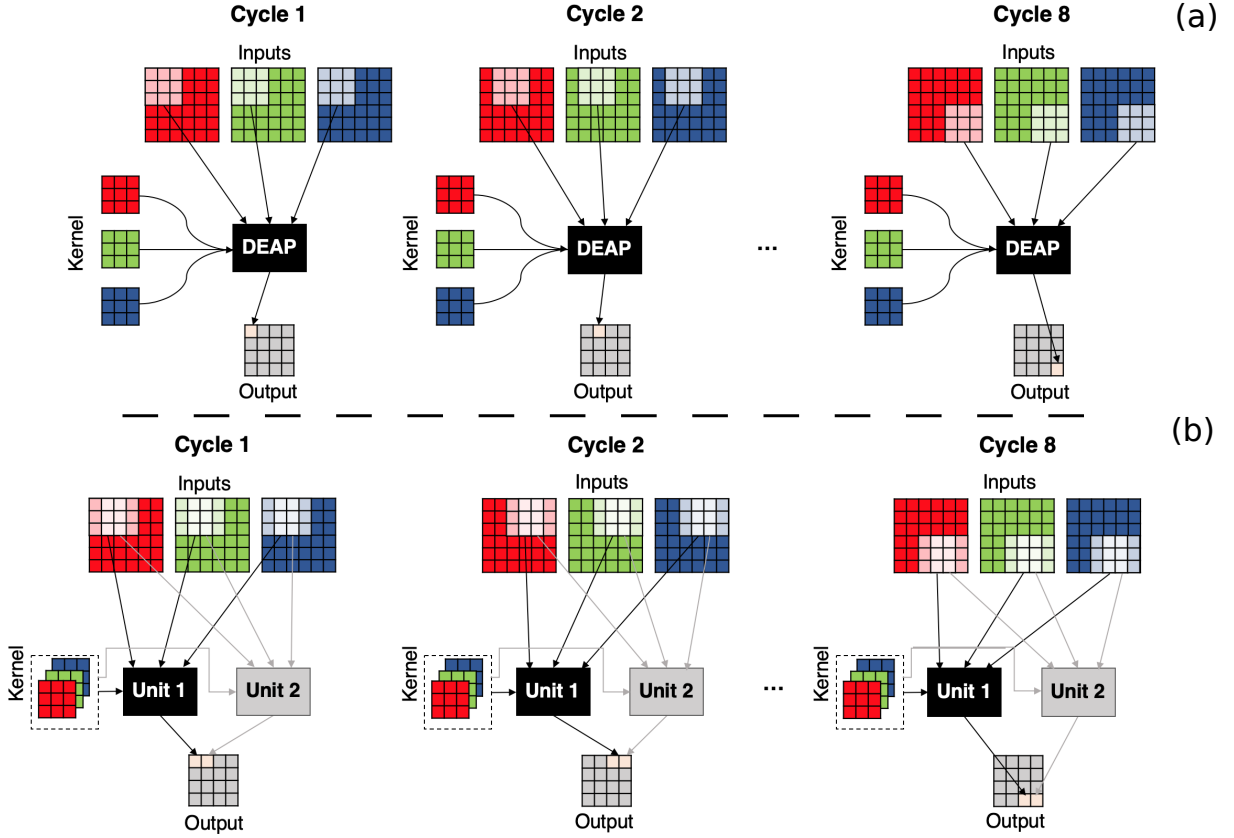 Cycle 1
Cycle 2
Cycle 8
(a)
Inputs
Inputs
Inputs
Kernel
DEAP
Kernel
DEAP
...
Kernel
DEAP
Output
Output
Output
(b)
Cycle 1
Cycle 2
Cycle 8
Inputs
Inputs
Inputs
Kernel
Unit 1
Unit 2
Kernel
Unit 1
Unit 2
...
Kernel
Unit 1
Unit 2
Output
Output
Output